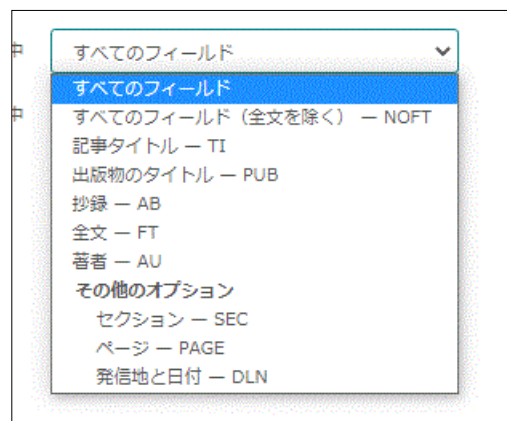 中 すべてのフィールド
すべてのフィールド
中 すべてのフィールド（全文を除く） — NOFT
記事タイトル — TI
出版物のタイトル — PUB
抄録 — AB
全文 — FT
著者 — AU
その他のオプション
セクション — SEC
ページ — PAGE
発信地と日付 — DLN